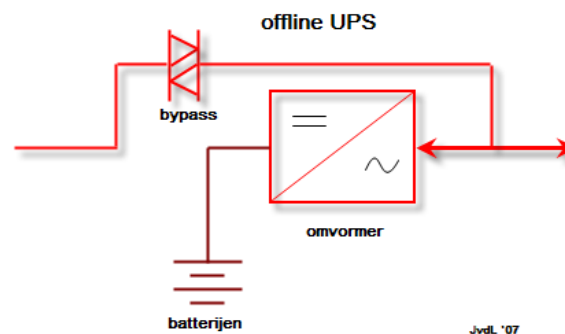 offline UPS
bypass
omvormer
batterijen
JvdL '07